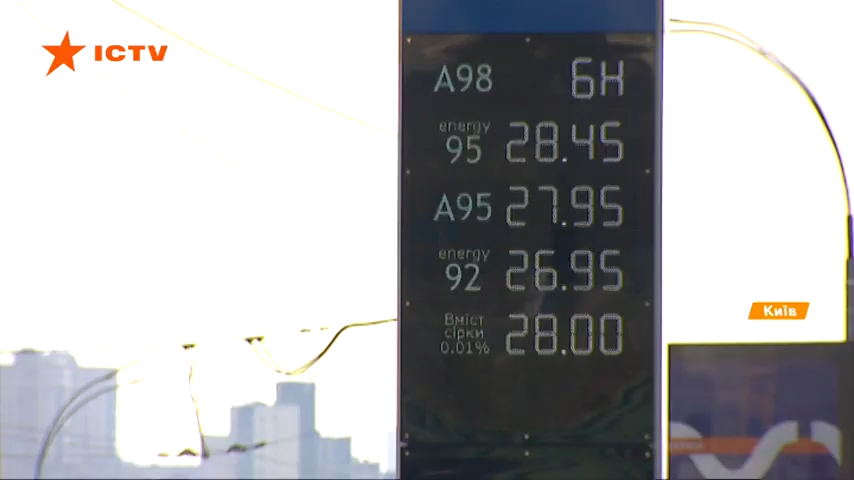 ICTV
A98 6H
energy
95 28.45
A95 27.95
energy
92 26.95
Вміст
сірки
0.01% 28.00
Київ